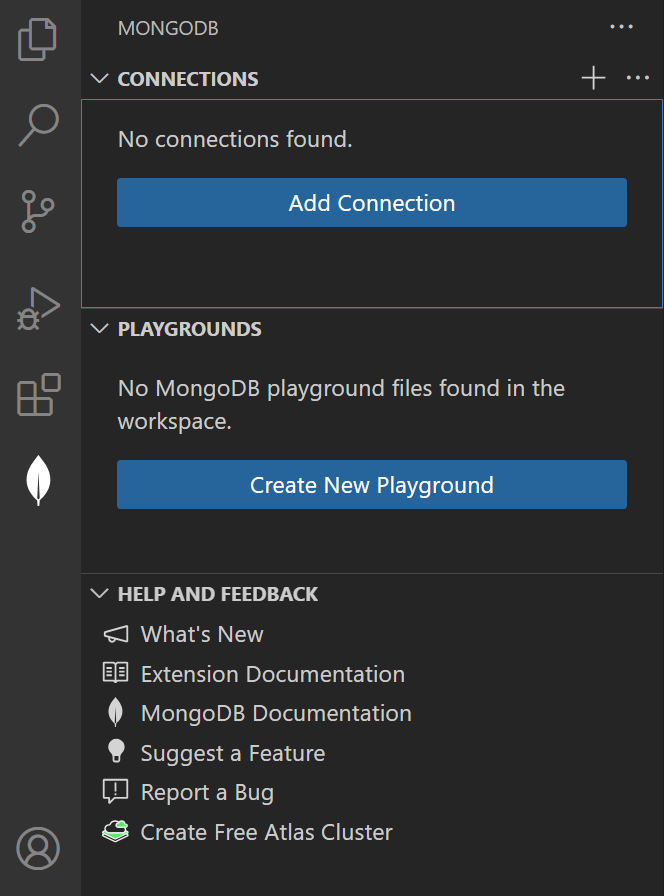 MONGODB
CONNECTIONS
No connections found.
Add Connection
PLAYGROUNDS
No MongoDB playground files found in the
workspace.
Create New Playground
HELP AND FEEDBACK
What's New
Extension Documentation
MongoDB Documentation
Suggest a Feature
Report a Bug
Create Free Atlas Cluster